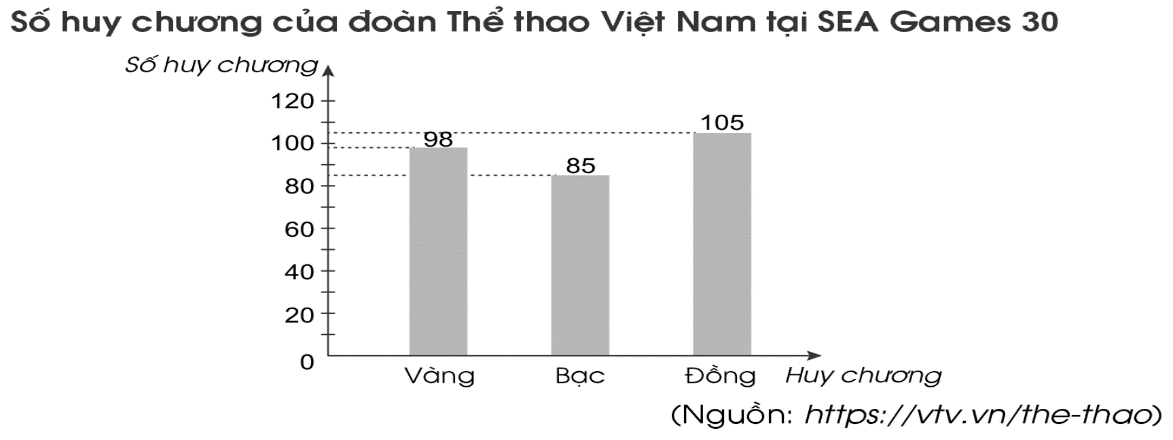 Số huy chương của đoàn Thể thao Việt Nam tại SEA Games 30
Số huy chương
120
105
100
98
85
80
60
40
20
0
Vàng Bạc Đồng Huy chương
(Nguồn: https://vtv.vn/the-thao)